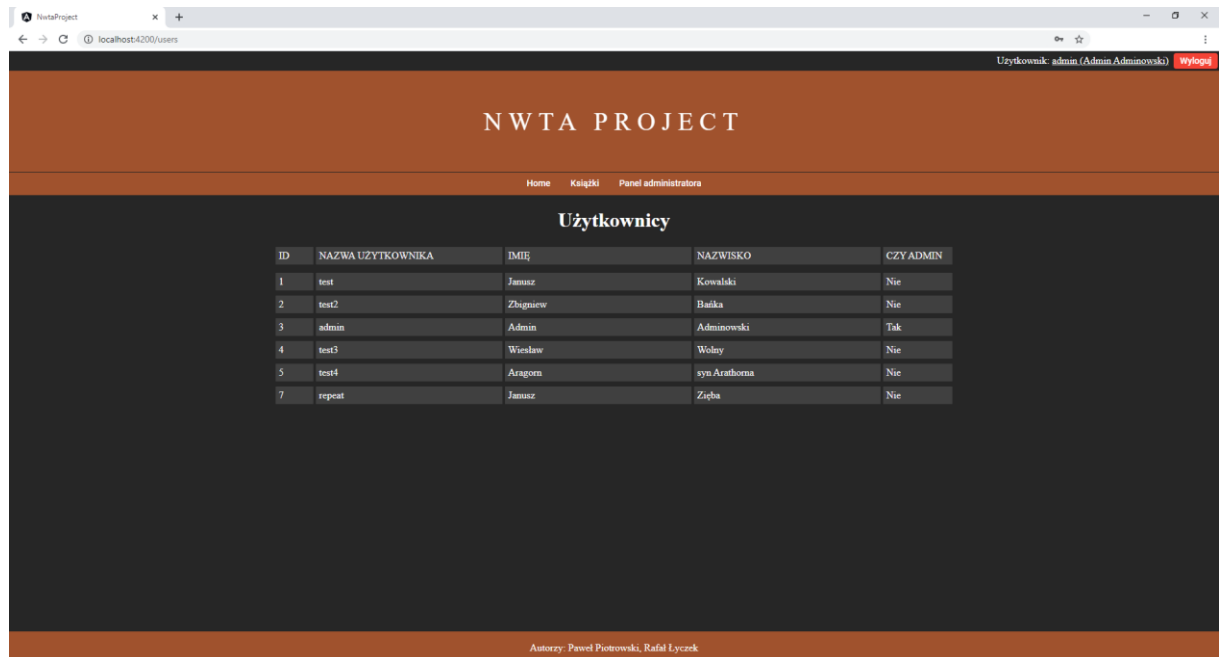 NwtaProject
localhost:4200/users
Użytkownik: admin (Admin Adminowski) Wyloguj
NWTA PROJECT
Home Książki Panel administratora
Użytkownicy
ID NAZWA UŻYTKOWNIKA IMIĘ NAZWISKO CZY ADMIN
1 test Janusz Kowalski Nie
2 test2 Zbigniew Bańka Nie
3 admin Admin Adminowski Tak
4 test3 Wiesław Wolny Nie
5 test4 Aragorn syn Arathorna Nie
7 repeat Janusz Zięba Nie
Autorzy: Paweł Piotrowski, Rafał Łyczek